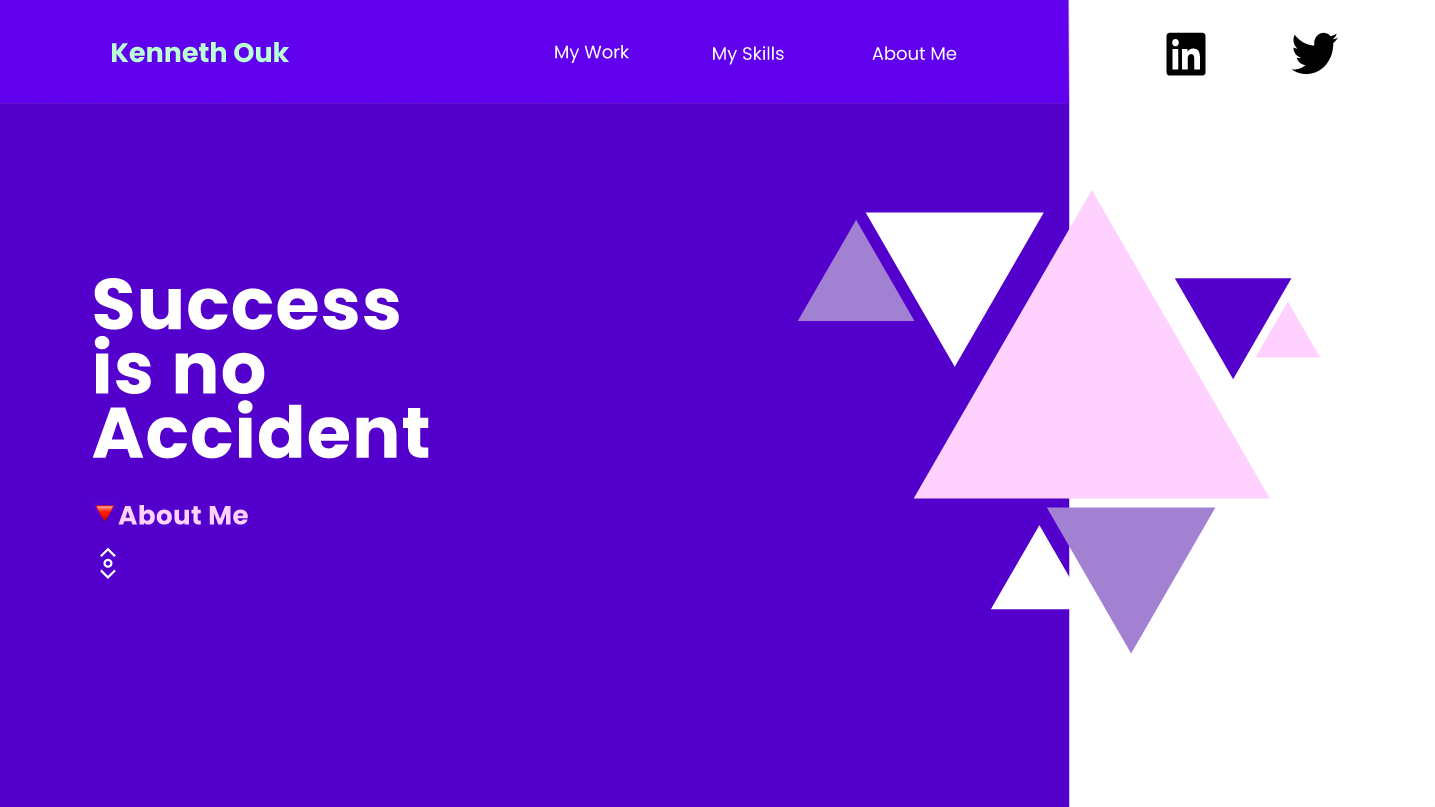 Kenneth Ouk
My Work
My Skills
About Me
in
Success
is no
Accident
About Me